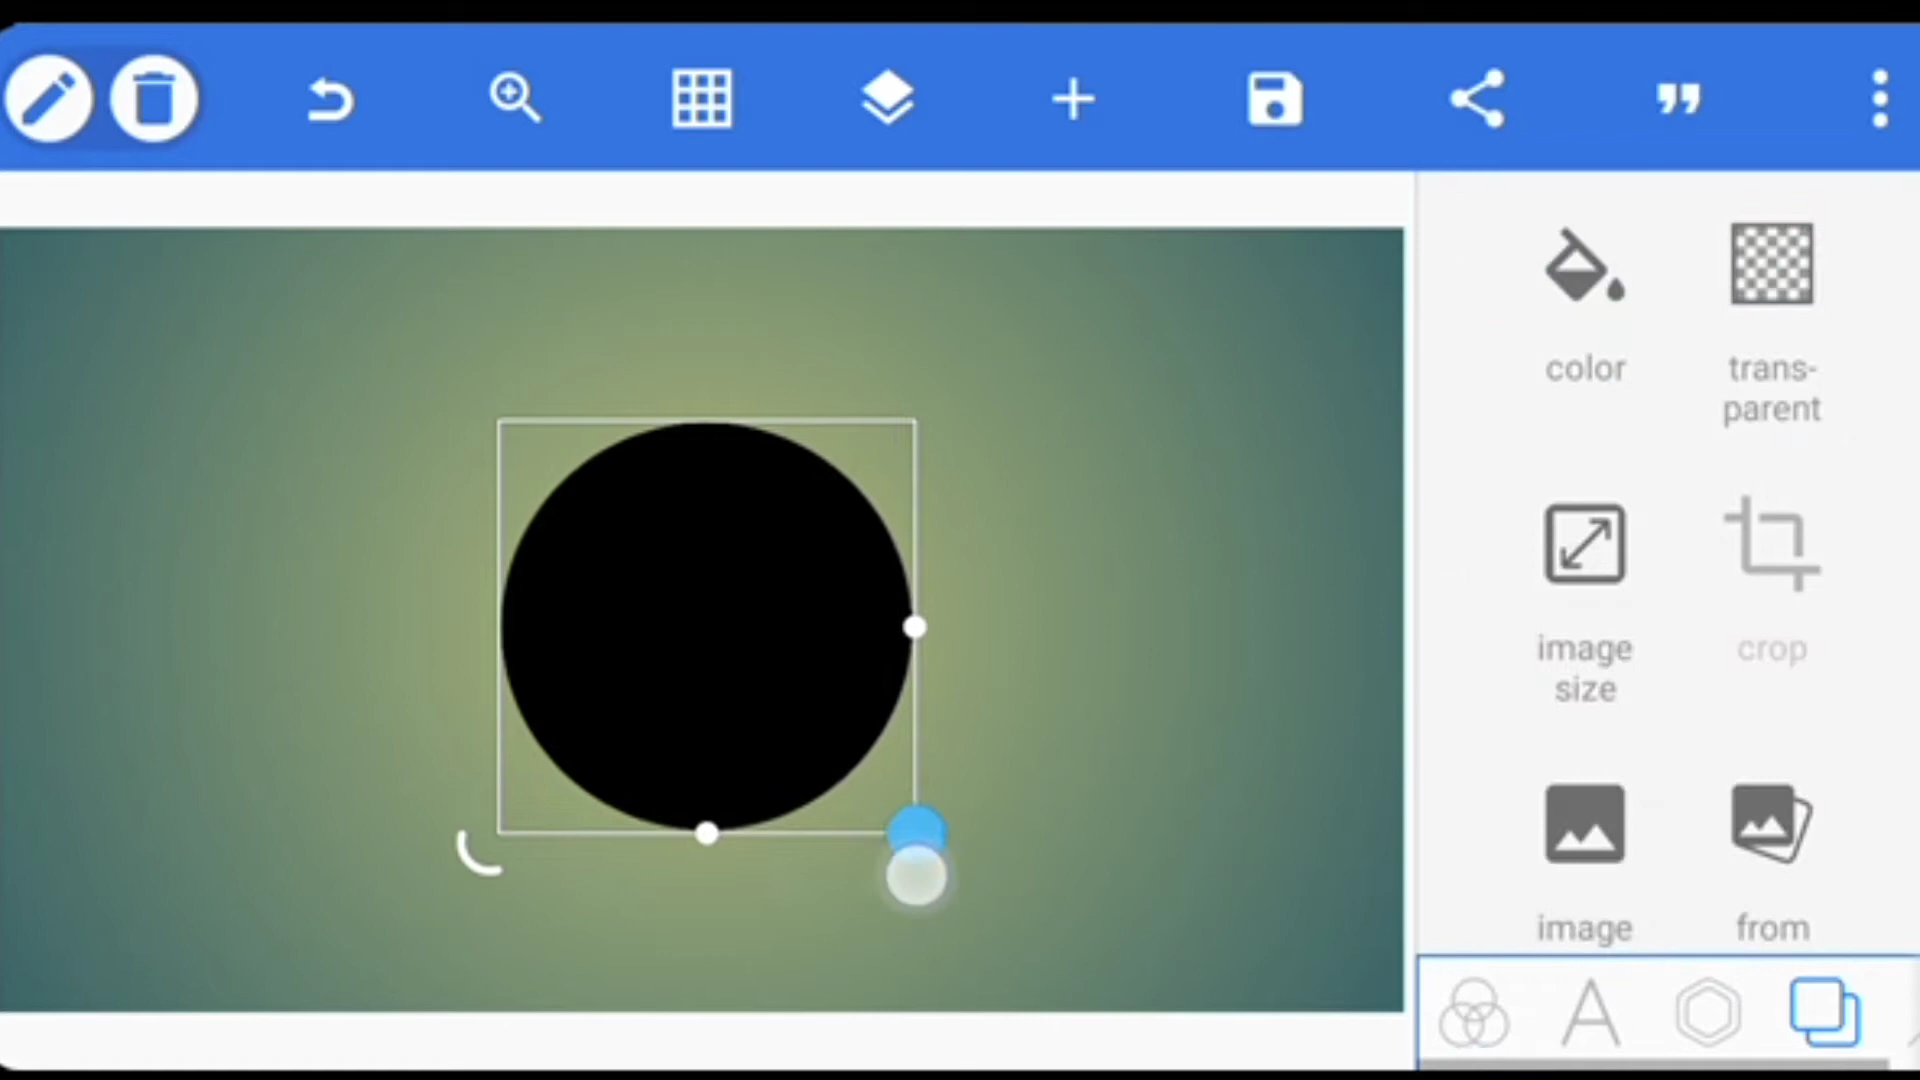 color
trans-
parent
image
size
crop
image
from